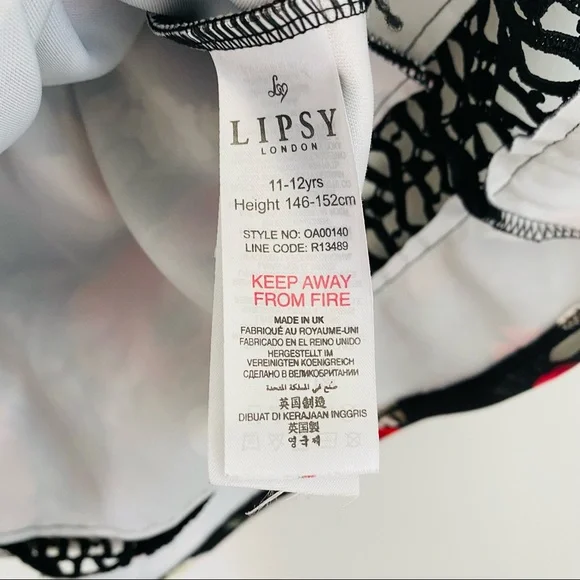 LIPSY
LONDON
11-12yrs
Height 146-152cm
STYLE NO: OA00140
LINE CODE: R13489
KEEP AWAY
FROM FIRE
MADE IN UK
FABRIQUÉ AU ROYAUME-UNI
FABRICADO EN EL REINO UNIDO
HERGESTELLT IM
VEREINIGTEN KOENIGREICH
СДЕЛАНО В ВЕЛИКОБРИТАНИИ
صنع في المملكة المتحدة
英国制造
DIBUAT DI KERAJAAN INGGRIS
英国製
영국제